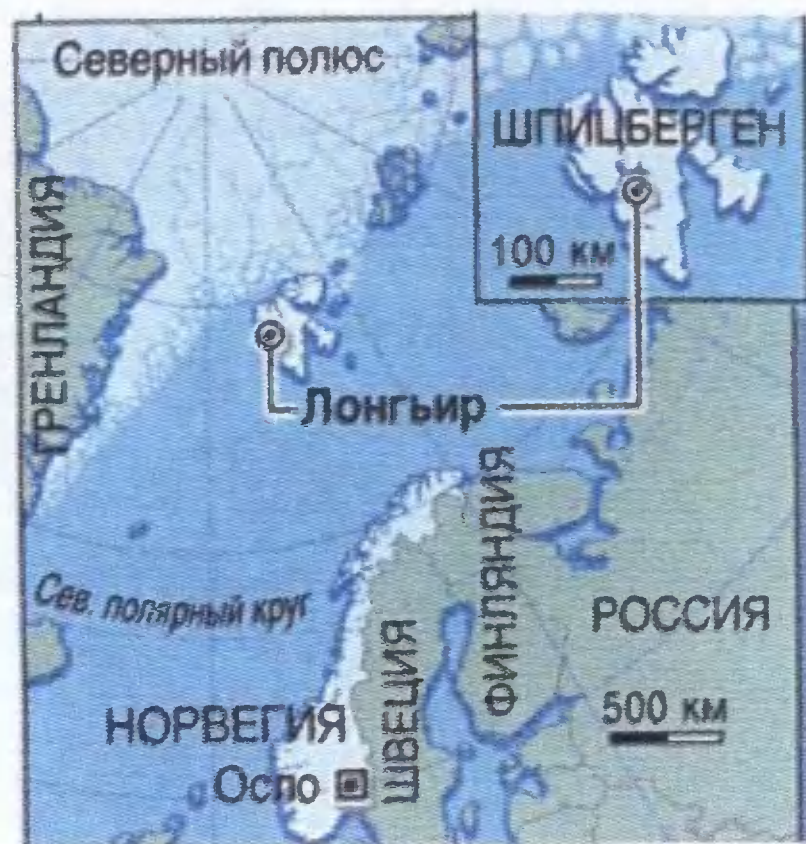 Северный полюс
ШПИЦБЕРГЕН
100 км
ГРЕНЛАНДИЯ
Лонгьир
ФИНЛЯНДИЯ
Сев. полярный круг
РОССИЯ
ШВЕЦИЯ
500 км
НОРВЕГИЯ
Осло